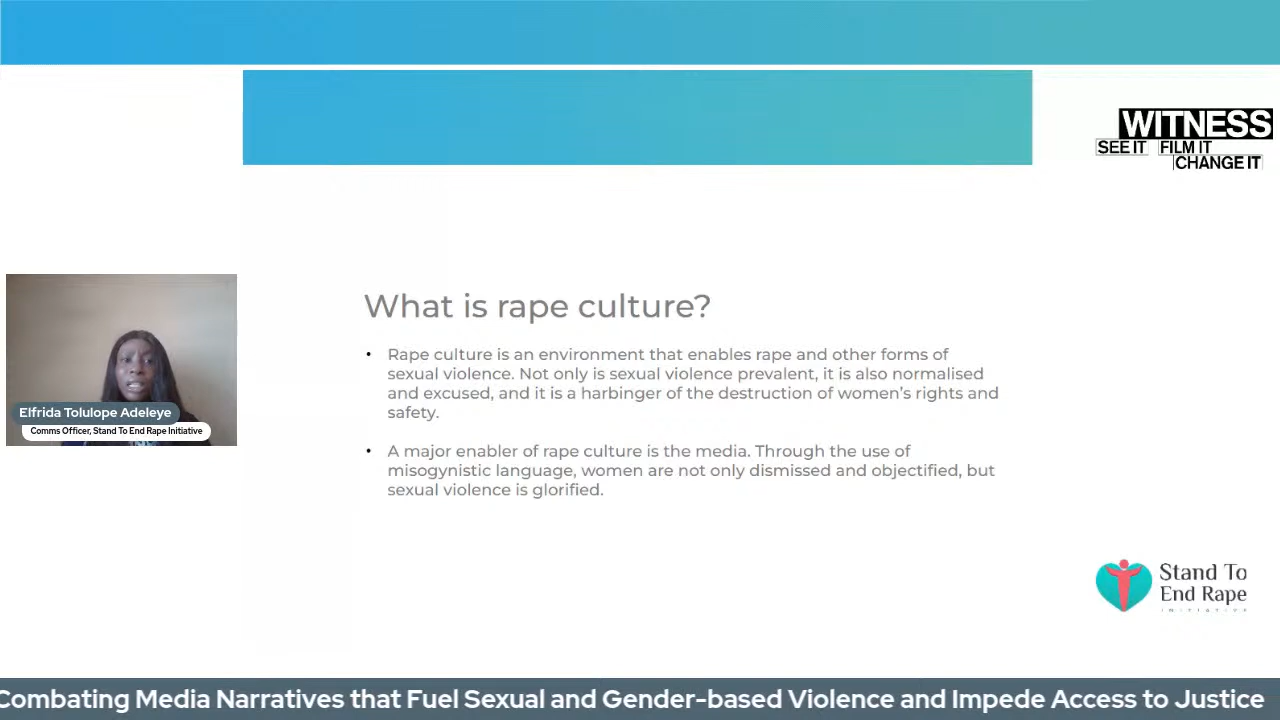 WITNESS
SEE IT FILM IT
CHANGE IT
What is rape culture?
• Rape culture is an environment that enables rape and other forms of
sexual violence. Not only is sexual violence prevalent, it is also normalised
and excused, and it is a harbinger of the destruction of women's rights and
safety.
• A major enabler of rape culture is the media. Through the use of
misogynistic language, women are not only dismissed and objectified, but
sexual violence is glorified.
Elfrida Tolulope Adeleye
Comms Officer, Stand To End Rape Initiative
Stand To
End Rape
INITIATIVE
Combating Media Narratives that Fuel Sexual and Gender-based Violence and Impede Access to Justice